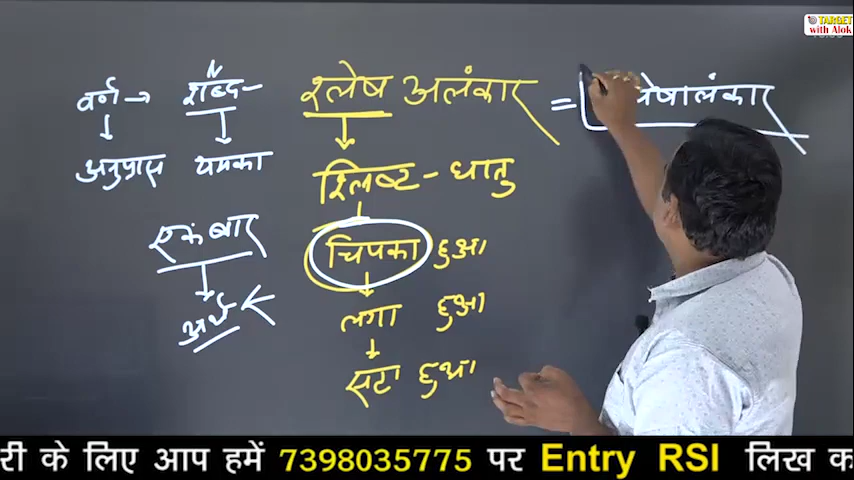 TARGET
with Alok
वर्ण → शब्द- श्लेष अलंकार =
अनुप्रास यमका श्लिष्ट - धातु
एक बार चिपका हुआ
अर्थ लगा हुआ
सटा हुआ
री के लिए आप हमें 7398035775 पर Entry RSI लिख क